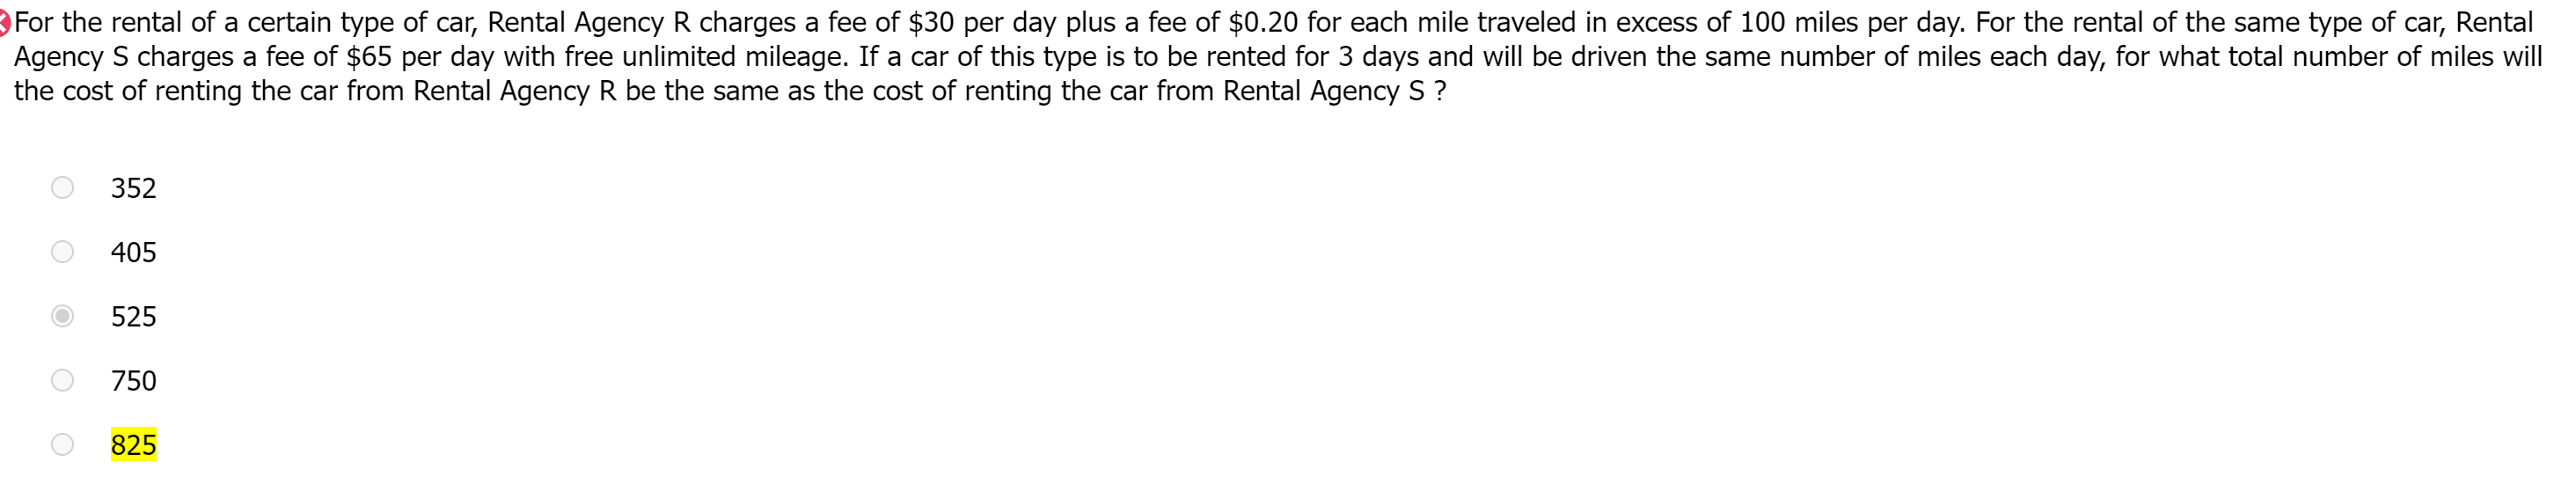 For the rental of a certain type of car, Rental Agency R charges a fee of $30 per day plus a fee of $0.20 for each mile traveled in excess of 100 miles per day. For the rental of the same type of car, Rental
Agency S charges a fee of $65 per day with free unlimited mileage. If a car of this type is to be rented for 3 days and will be driven the same number of miles each day, for what total number of miles will
the cost of renting the car from Rental Agency R be the same as the cost of renting the car from Rental Agency S ?
352
405
525
750
825